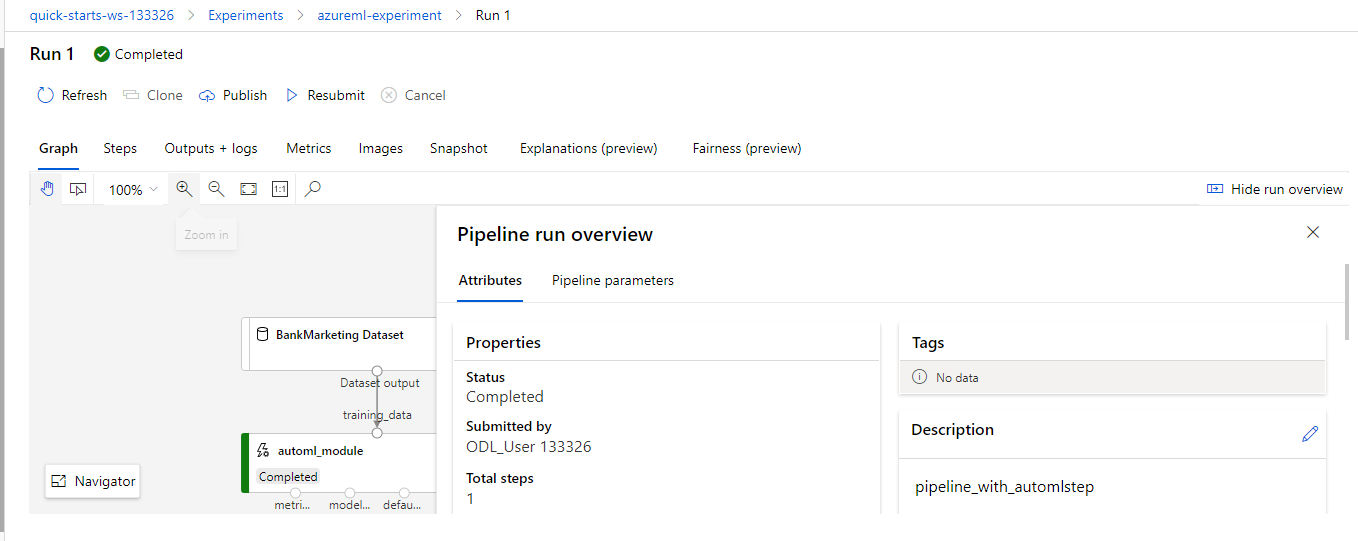 quick-starts-ws-133326 > Experiments > azureml-experiment > Run 1
Run 1 Completed
Refresh Clone Publish Resubmit Cancel
Graph Steps Outputs + logs Metrics Images Snapshot Explanations (preview) Fairness (preview)
100% 1:1 Hide run overview
Zoom in
Pipeline run overview
Attributes Pipeline parameters
BankMarketing Dataset
Dataset output
training_data
automl_module
Completed
metri... model... defau...
Navigator
Properties
Status
Completed
Submitted by
ODL_User 133326
Total steps
1
Tags
No data
Description
pipeline_with_automlstep